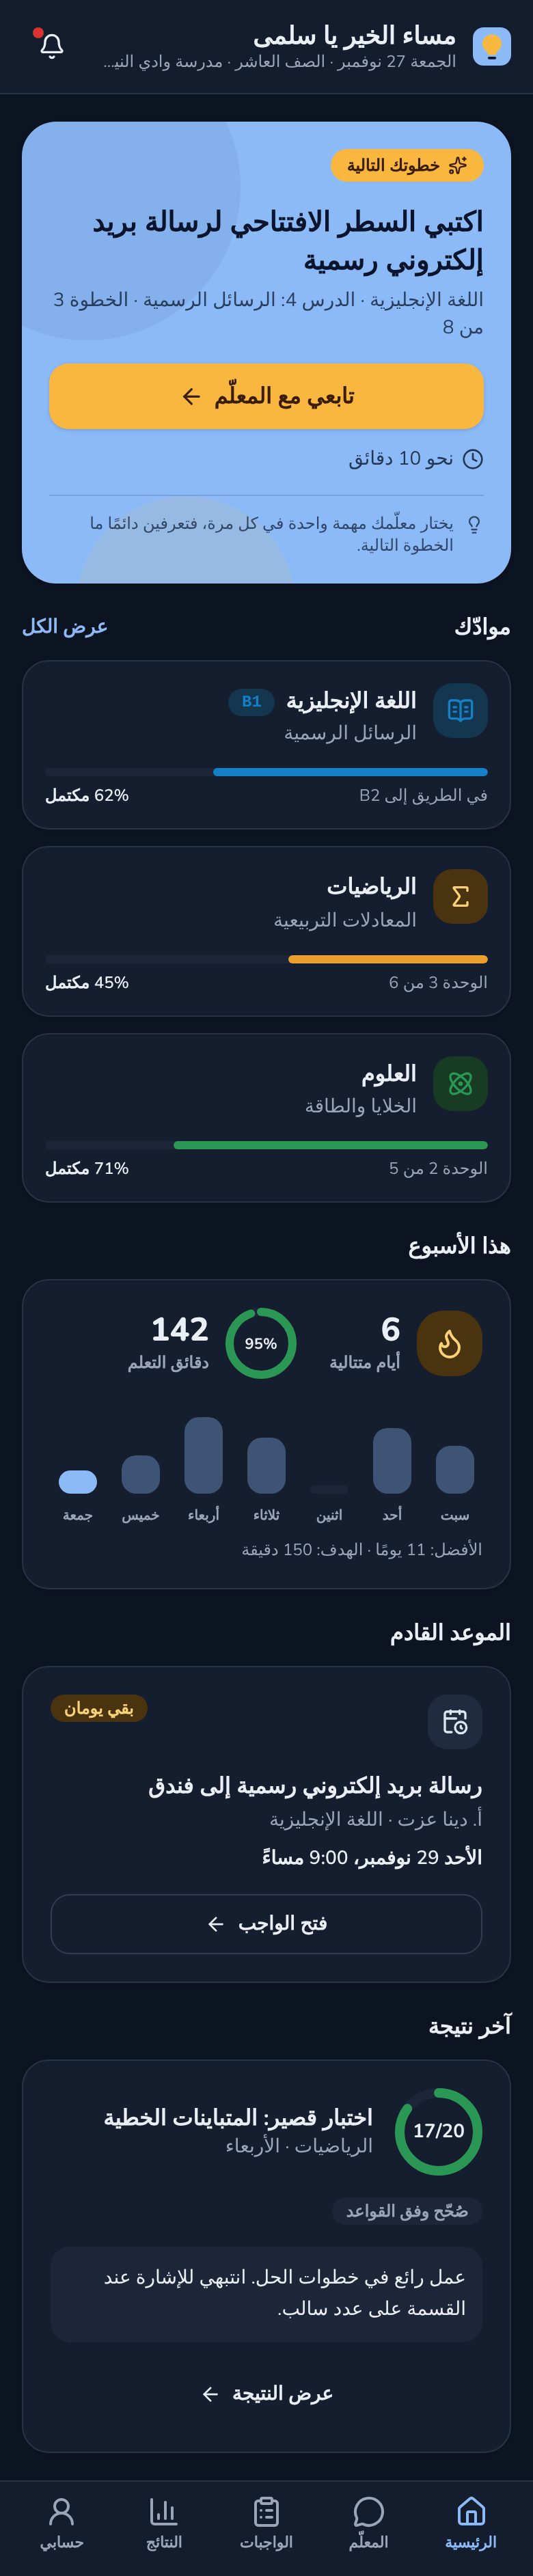 مساء الخير يا سلمى
الجمعة 27 نوفمبر · الصف العاشر · مدرسة وادي النيـ...
خطوتك التالية
اكتبي السطر الافتتاحي لرسالة بريد
إلكتروني رسمية
اللغة الإنجليزية · الدرس 4: الرسائل الرسمية · الخطوة 3
من 8
تابعي مع المعلّم
نحو 10 دقائق
يختار معلّمك مهمة واحدة في كل مرة، فتعرفين دائمًا ما
الخطوة التالية.
موادّك
عرض الكل
اللغة الإنجليزية B1
الرسائل الرسمية
في الطريق إلى B2
62% مكتمل
الرياضيات
المعادلات التربيعية
الوحدة 3 من 6
45% مكتمل
العلوم
الخلايا والطاقة
الوحدة 2 من 5
71% مكتمل
هذا الأسبوع
6
أيام متتالية
95%
142
دقائق التعلم
سبت أحد اثنين ثلاثاء أربعاء خميس جمعة
الأفضل: 11 يومًا · الهدف: 150 دقيقة
الموعد القادم
بقي يومان
رسالة بريد إلكتروني رسمية إلى فندق
أ. دينا عزت · اللغة الإنجليزية
الأحد 29 نوفمبر، 9:00 مساءً
فتح الواجب
آخر نتيجة
17/20
اختبار قصير: المتباينات الخطية
الرياضيات · الأربعاء
صُحّح وفق القواعد
عمل رائع في خطوات الحل. انتبهي للإشارة عند
القسمة على عدد سالب.
عرض النتيجة
الرئيسية المعلّم الواجبات النتائج حسابي